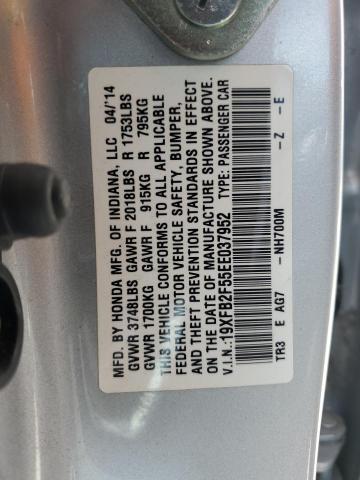 MFD. BY HONDA MFG. OF INDIANA, LLC 04/'14
GVWR 3748LBS GAWR F 2018LBS R 1753LBS
GVWR 1700KG GAWR F 915KG R 795KG
THIS VEHICLE CONFORMS TO ALL APPLICABLE
FEDERAL MOTOR VEHICLE SAFETY, BUMPER,
AND THEFT PREVENTION STANDARDS IN EFFECT
ON THE DATE OF MANUFACTURE SHOWN ABOVE.
V.I.N.:19XFB2F55EE037952 TYPE: PASSENGER CAR
TR3 E AG7 -NH700M -Z -E